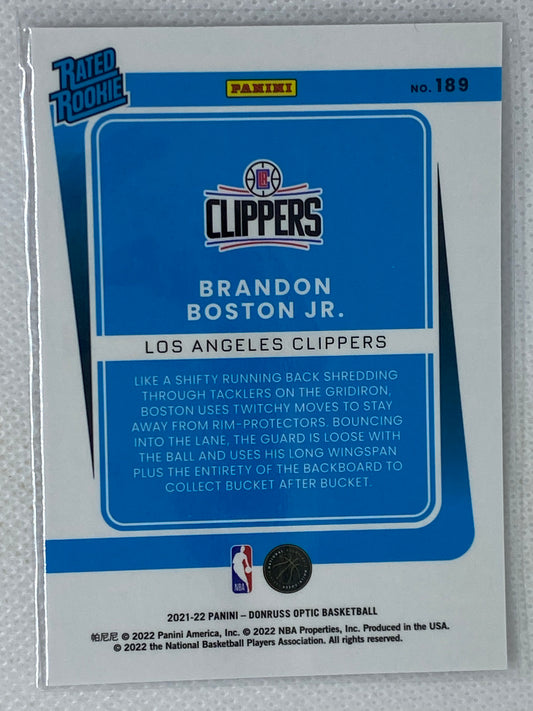 RATED
ROOKIE
PANINI
NO. 189
CLIPPERS
BRANDON
BOSTON JR.
LOS ANGELES CLIPPERS
LIKE A SHIFTY RUNNING BACK SHREDDING
THROUGH TACKLERS ON THE GRIDIRON,
BOSTON USES TWITCHY MOVES TO STAY
AWAY FROM RIM-PROTECTORS. BOUNCING
INTO THE LANE, THE GUARD IS LOOSE WITH
THE BALL AND USES HIS LONG WINGSPAN
PLUS THE ENTIRETY OF THE BACKBOARD TO
COLLECT BUCKET AFTER BUCKET.
NBA
2021-22 PANINI – DONRUSS OPTIC BASKETBALL
帕尼尼 © 2022 Panini America, Inc. © 2022 NBA Properties, Inc. Produced in the USA.
© 2022 the National Basketball Players Association. All rights reserved.